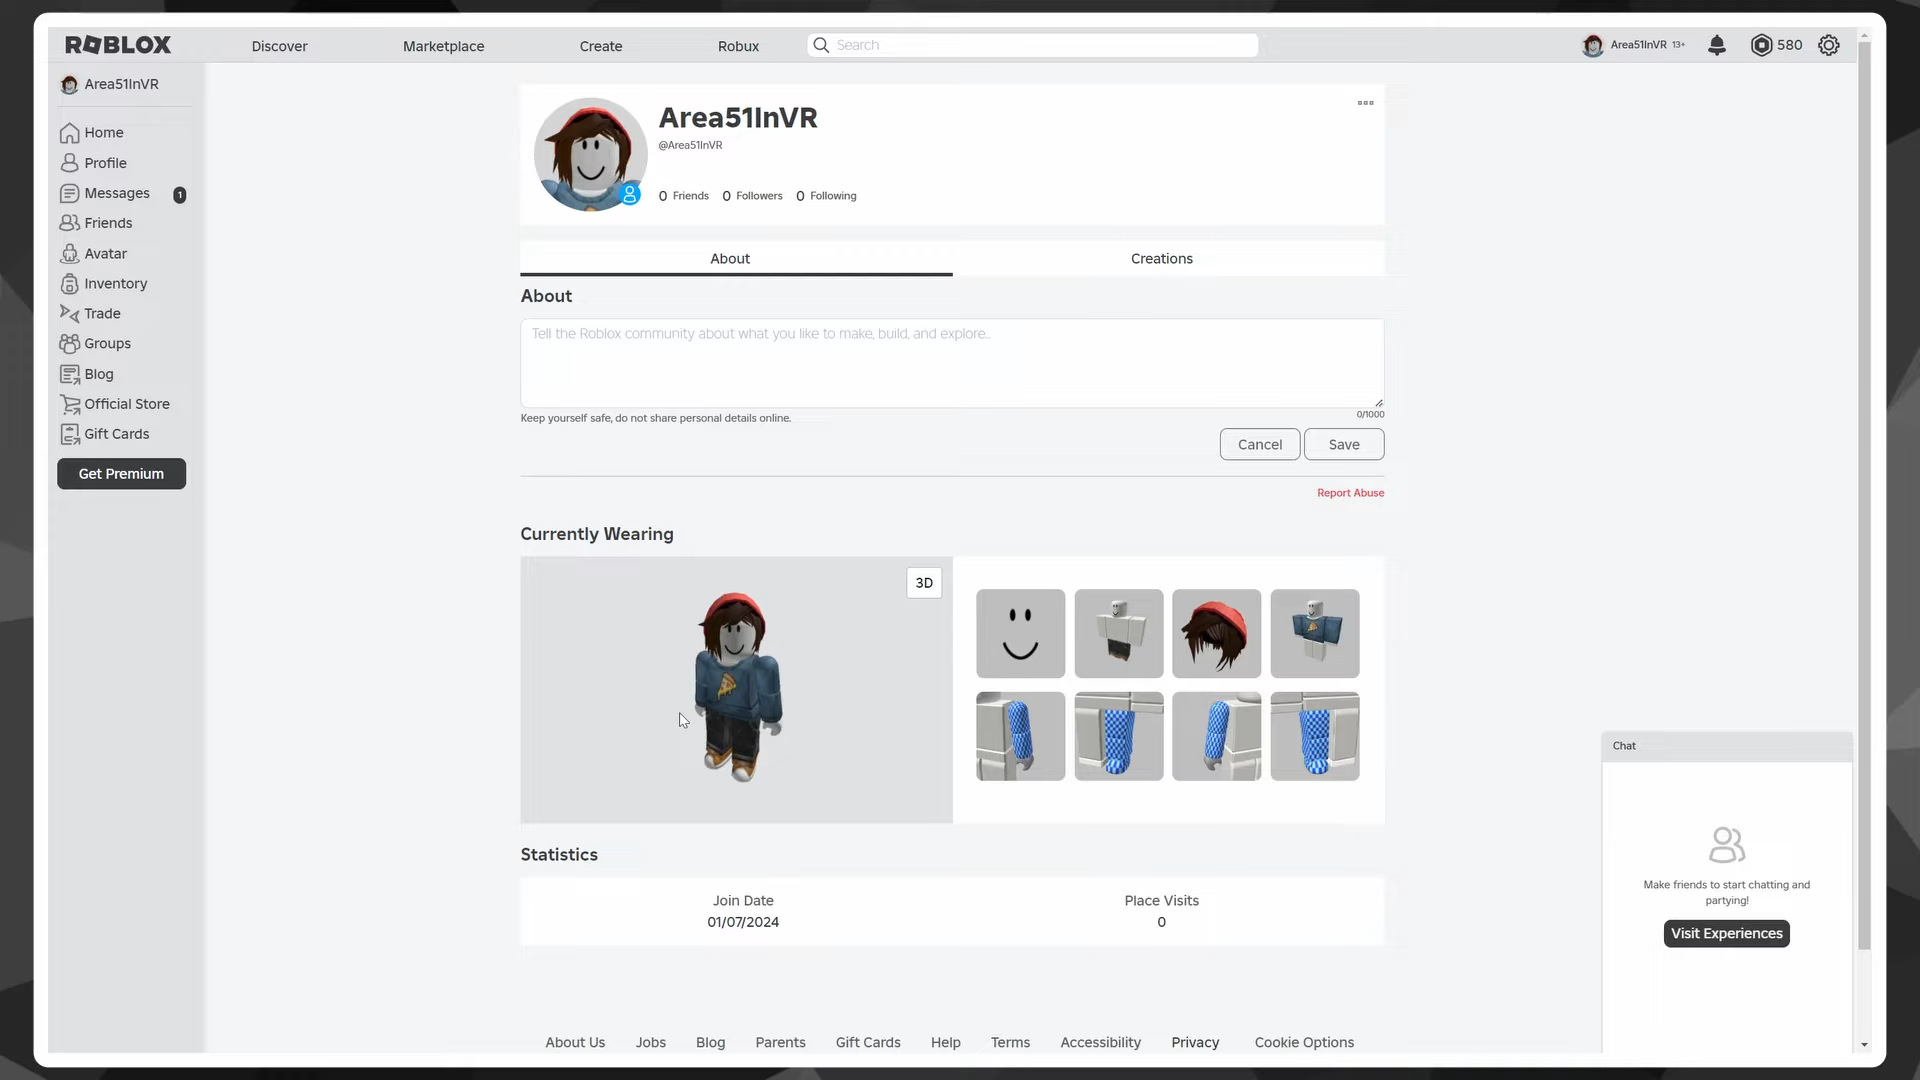 ROBLOX
Discover
Marketplace
Create
Robux
Search
Area51InVR 13+
580
Area51InVR
Home
Profile
Messages
1
Friends
Avatar
Inventory
Trade
Groups
Blog
Official Store
Gift Cards
Get Premium
Area51InVR
@Area51InVR
0 Friends 0 Followers 0 Following
About
Creations
About
Tell the Roblox community about what you like to make, build, and explore...
Keep yourself safe, do not share personal details online.
0/1000
Cancel
Save
Report Abuse
Currently Wearing
3D
Statistics
Join Date
01/07/2024
Place Visits
0
Chat
Make friends to start chatting and
partying!
Visit Experiences
About Us
Jobs
Blog
Parents
Gift Cards
Help
Terms
Accessibility
Privacy
Cookie Options